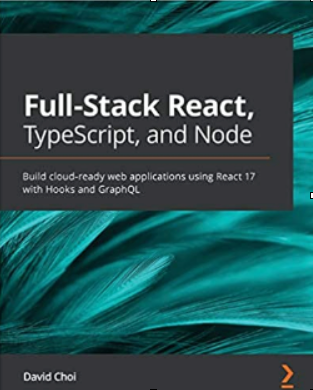 Full-Stack React,
TypeScript, and Node
Build cloud-ready web applications using React 17
with Hooks and GraphQL
David Choi